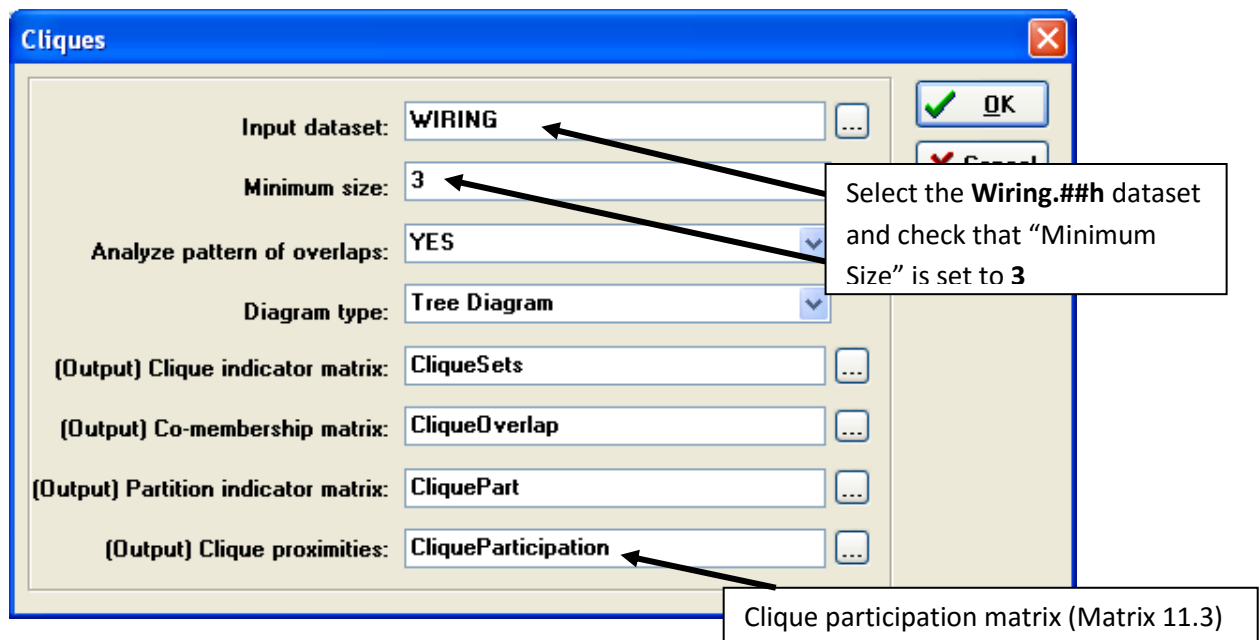 Cliques
Input dataset: WIRING ...
OK
Minimum size: 3
Select the Wiring.##h dataset
and check that “Minimum
Size” is set to 3
Analyze pattern of overlaps: YES
Diagram type: Tree Diagram
(Output) Clique indicator matrix: CliqueSets ...
(Output) Co-membership matrix: CliqueOverlap ...
(Output) Partition indicator matrix: CliquePart ...
(Output) Clique proximities: CliqueParticipation ...
Clique participation matrix (Matrix 11.3)